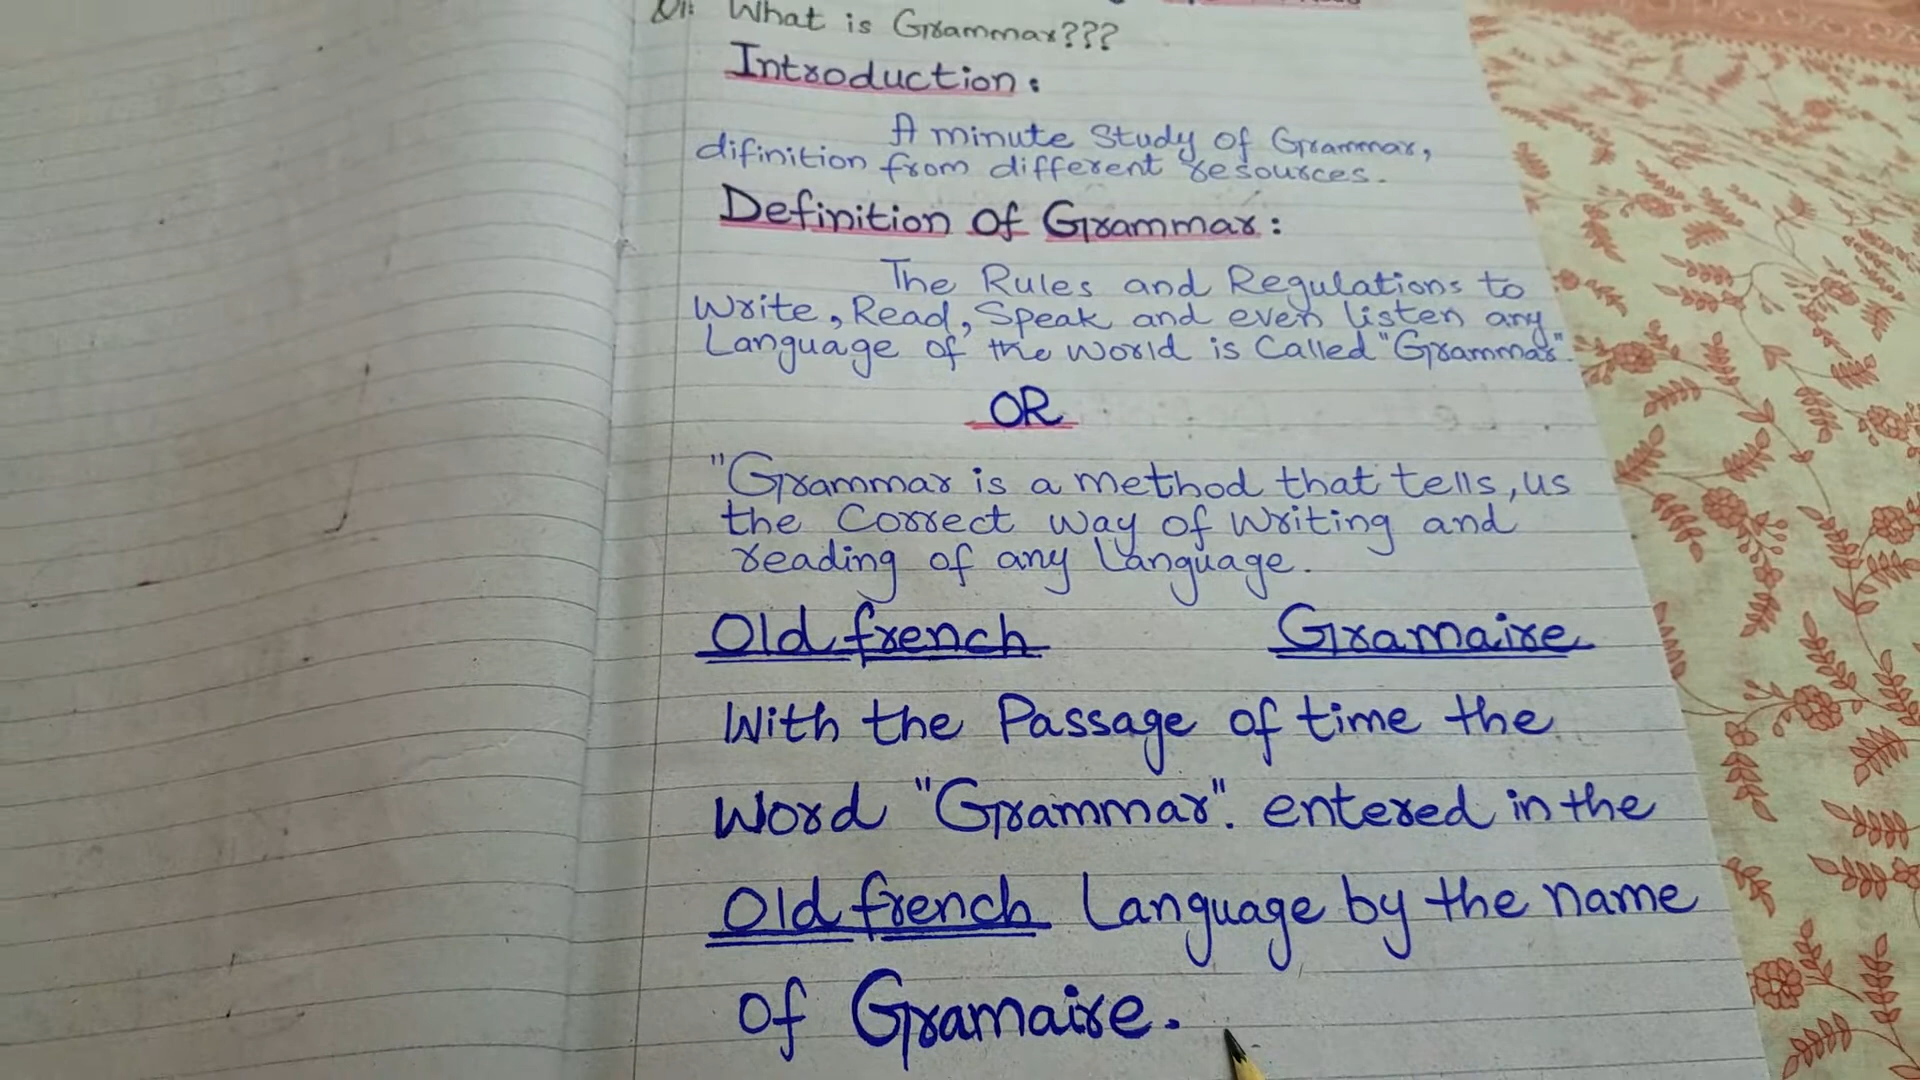 Q1: What is Grammar???
Introduction:
A minute Study of Grammar,
difinition from different resources.
Definition of Grammar:
The Rules and Regulations to
Write, Read, Speak and even listen any
Language of the World is Called "Grammar".
OR
"Grammar is a method that tells, us
the Correct way of writing and
reading of any Language.
Old french Gramaire
With the Passage of time the
Word "Grammar". entered in the
Old french Language by the name
of Gramaire.